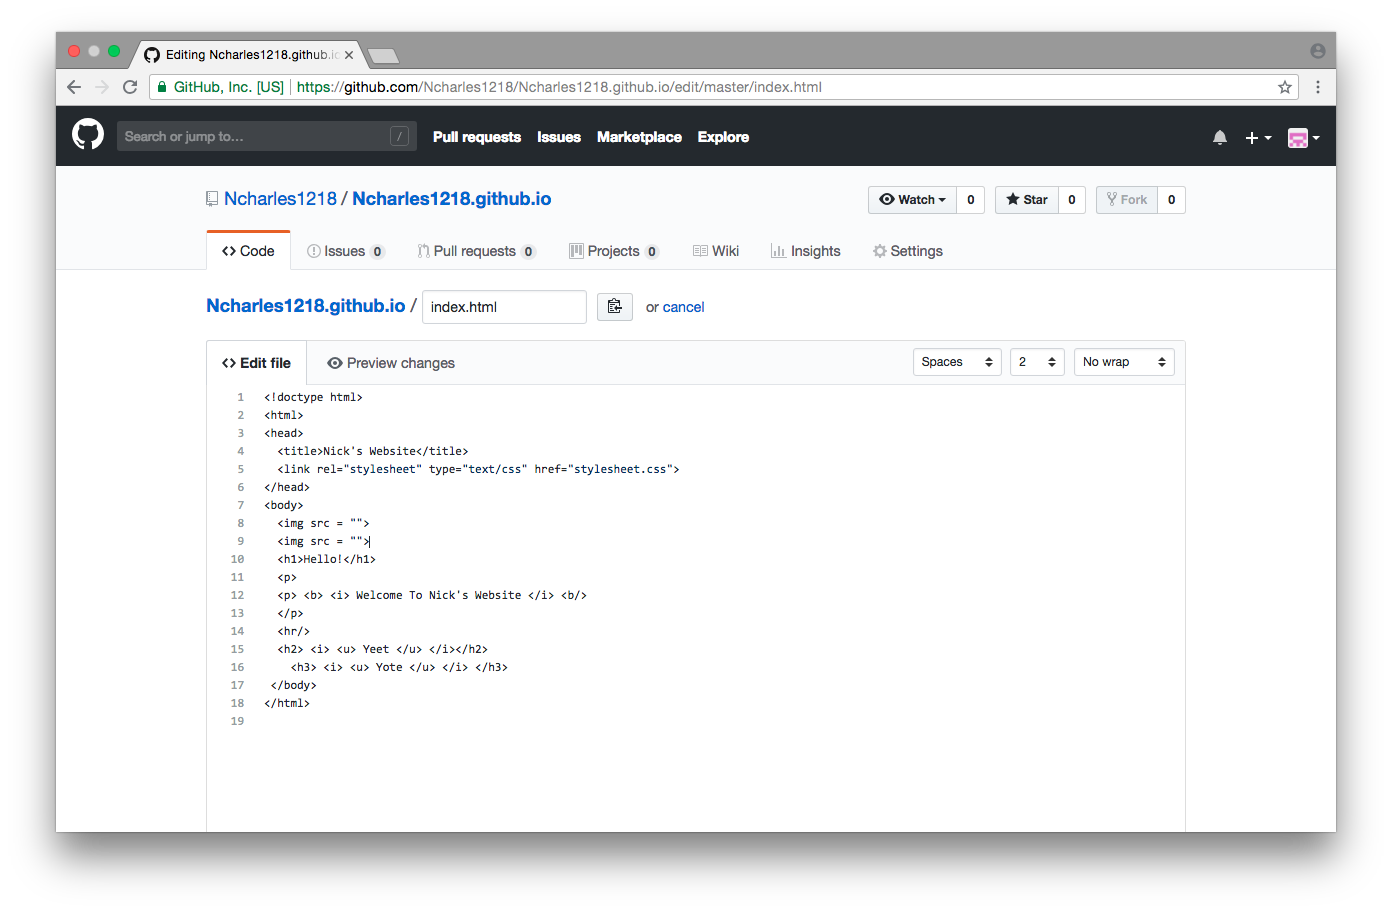 Editing Ncharles1218.github.io
GitHub, Inc. [US] https://github.com/Ncharles1218/Ncharles1218.github.io/edit/master/index.html
Search or jump to… / Pull requests Issues Marketplace Explore
Ncharles1218 / Ncharles1218.github.io Watch 0 Star 0 Fork 0
<> Code Issues 0 Pull requests 0 Projects 0 Wiki Insights Settings
Ncharles1218.github.io / index.html or cancel
<> Edit file Preview changes Spaces 2 No wrap
1 <!doctype html>
2 <html>
3 <head>
4 <title>Nick's Website</title>
5 <link rel="stylesheet" type="text/css" href="stylesheet.css">
6 </head>
7 <body>
8 <img src = "">
9 <img src = "">
10 <h1>Hello!</h1>
11 <p>
12 <p> <b> <i> Welcome To Nick's Website </i> <b/>
13 </p>
14 <hr/>
15 <h2> <i> <u> Yeet </u> </i></h2>
16 <h3> <i> <u> Yote </u> </i> </h3>
17 </body>
18 </html>
19